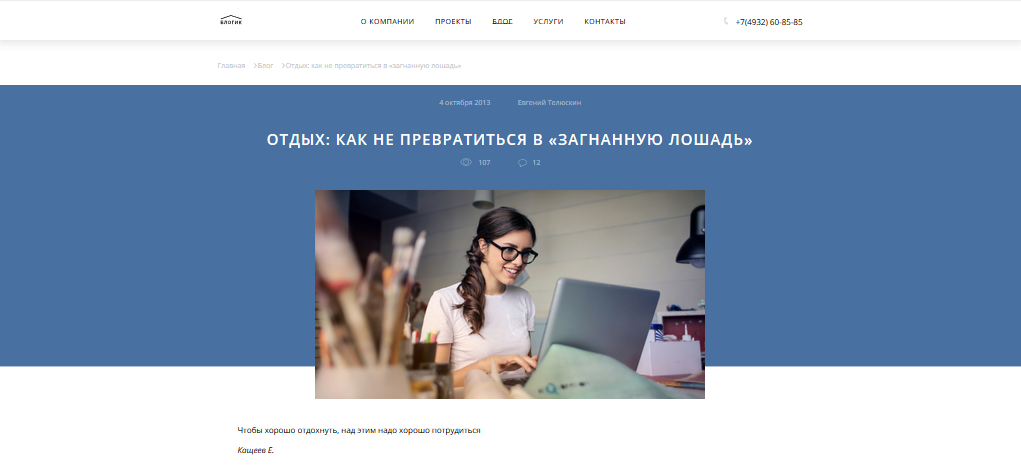 БЛОГИК
О КОМПАНИИ ПРОЕКТЫ БЛОГ УСЛУГИ КОНТАКТЫ
+7(4932) 60-85-85
Главная Блог Отдых: как не превратиться в «загнанную лошадь»
4 октября 2013 Евгений Телюскин
ОТДЫХ: КАК НЕ ПРЕВРАТИТЬСЯ В «ЗАГНАННУЮ ЛОШАДЬ»
107 12
Чтобы хорошо отдохнуть, над этим надо хорошо потрудиться
Кащеев Е.